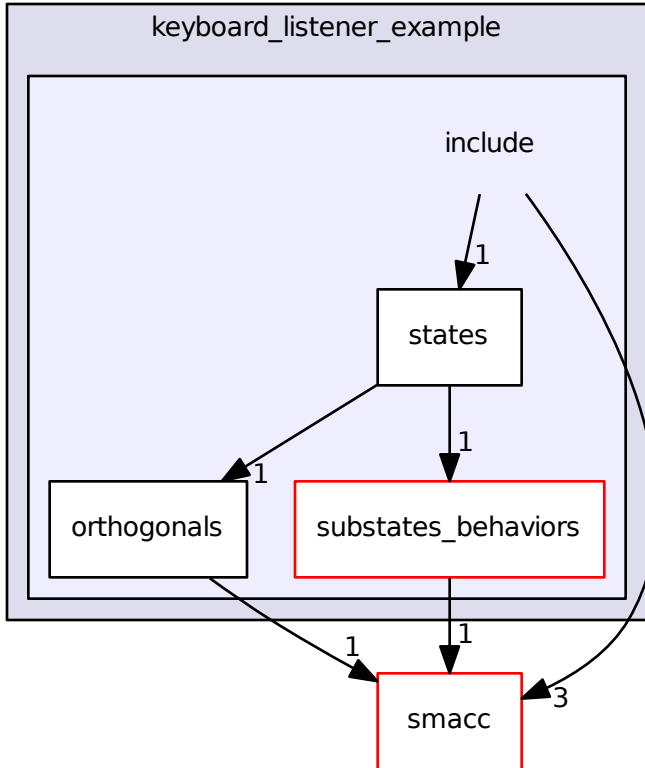 keyboard_listener_example
include
1
states
1
1
orthogonals
substates_behaviors
1
1
3
smacc